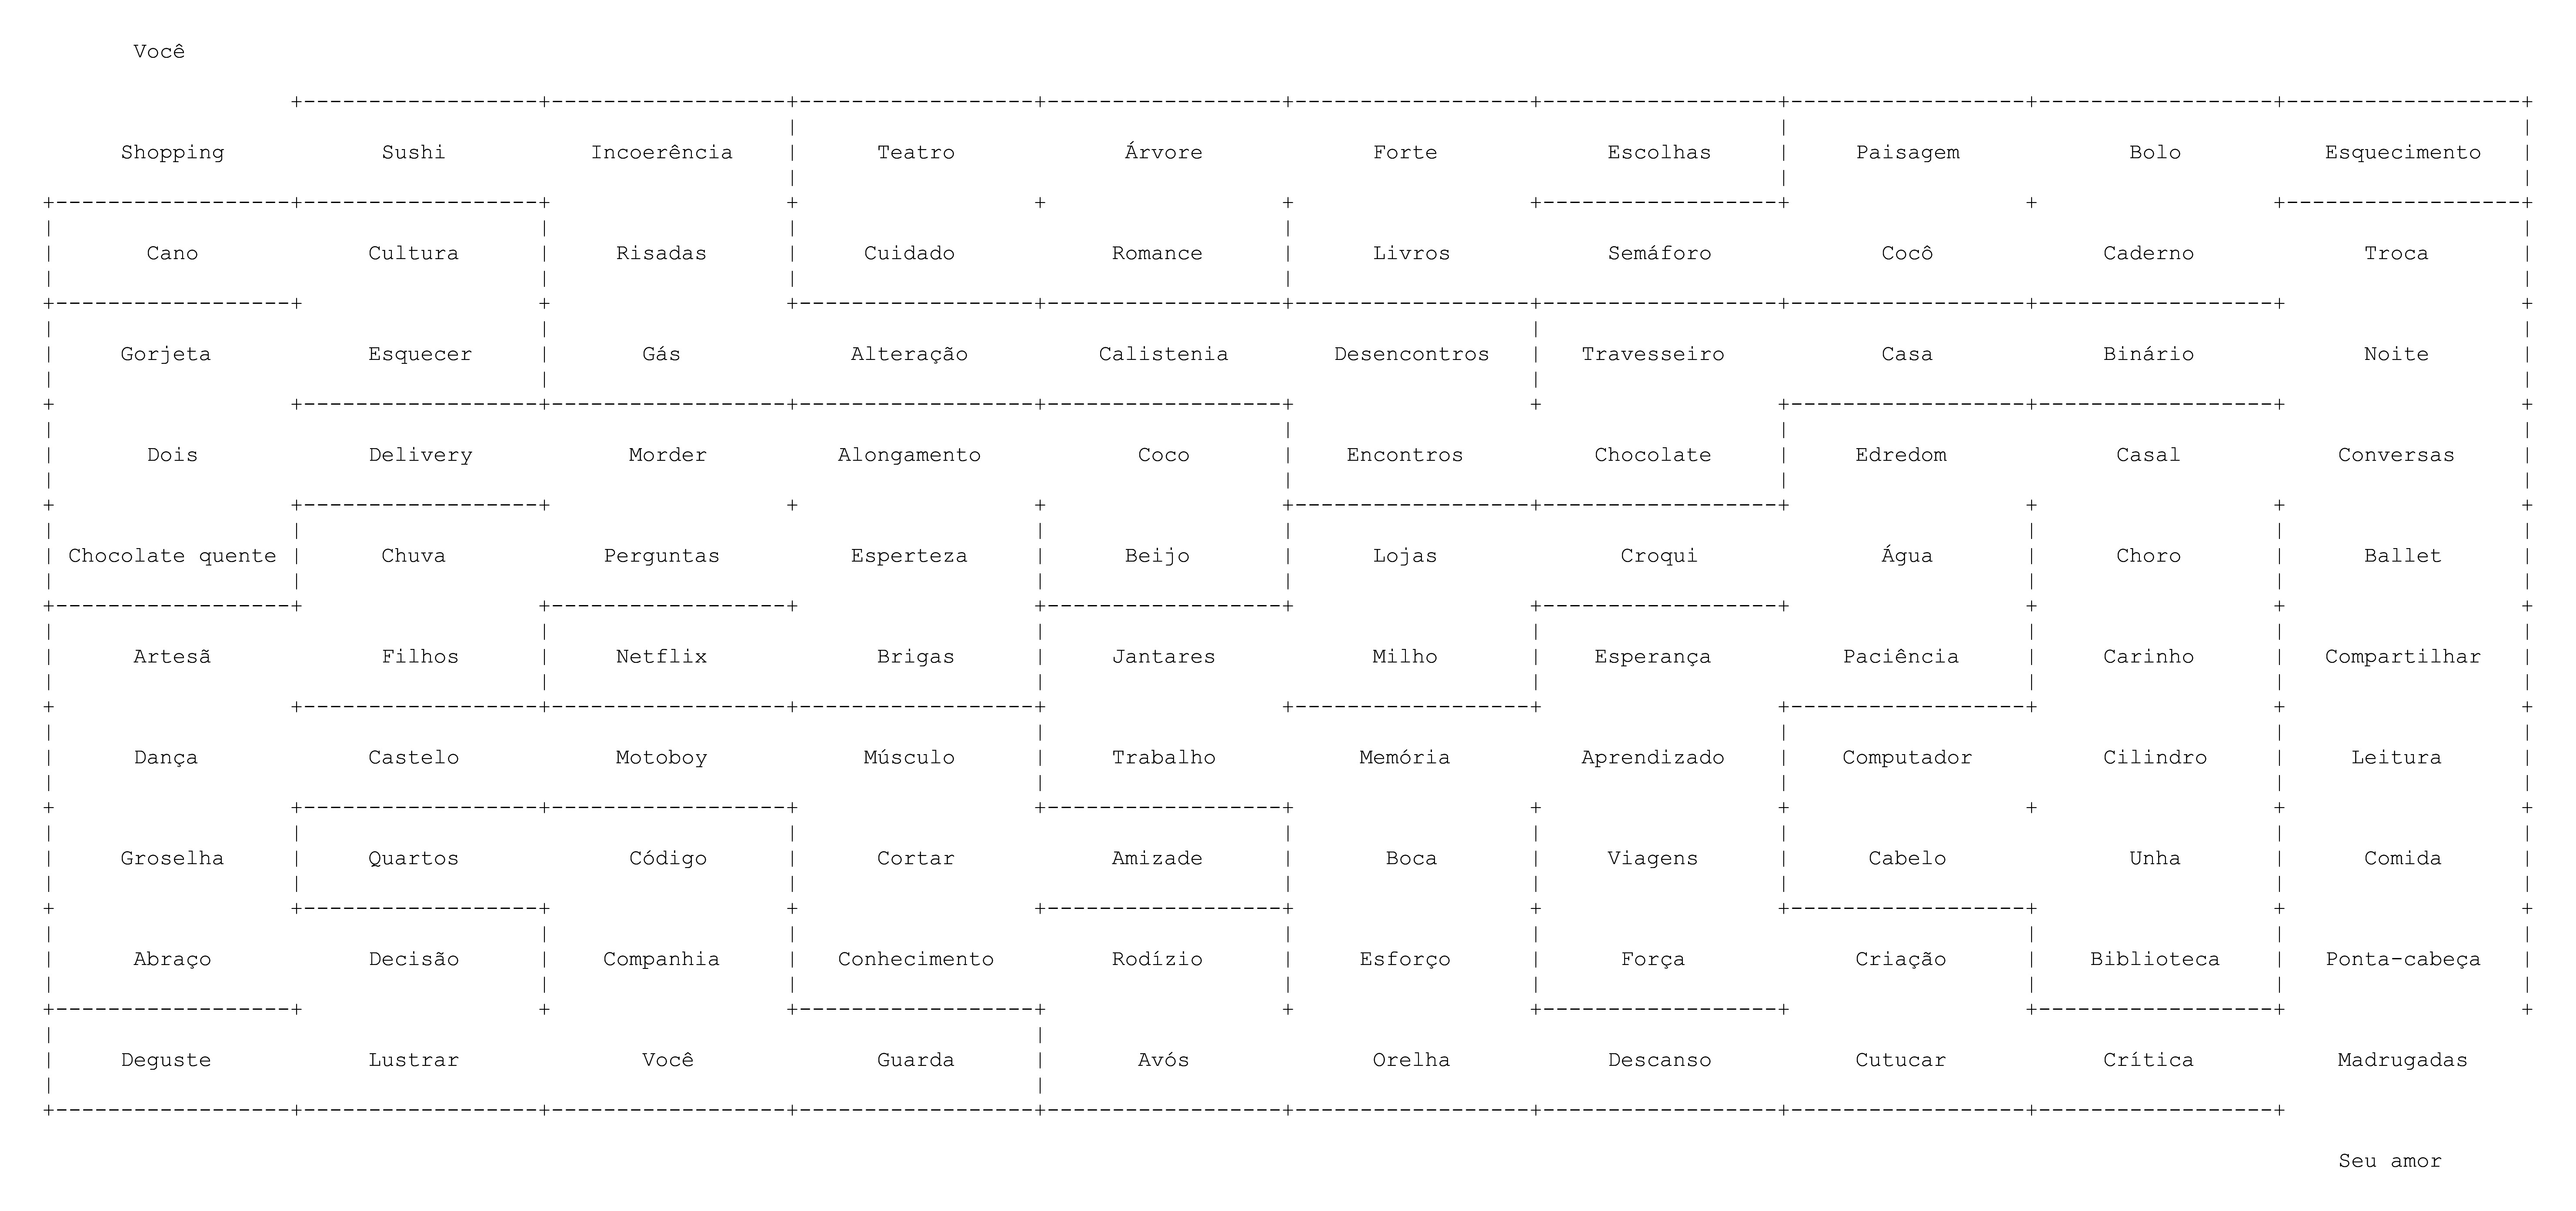 Você
Shopping Sushi Incoerência Teatro Árvore Forte Escolhas Paisagem Bolo Esquecimento
Cano Cultura Risadas Cuidado Romance Livros Semáforo Cocô Caderno Troca
Gorjeta Esquecer Gás Alteração Calistenia Desencontros Travesseiro Casa Binário Noite
Dois Delivery Morder Alongamento Coco Encontros Chocolate Edredom Casal Conversas
Chocolate quente Chuva Perguntas Esperteza Beijo Lojas Croqui Água Choro Ballet
Artesã Filhos Netflix Brigas Jantares Milho Esperança Paciência Carinho Compartilhar
Dança Castelo Motoboy Músculo Trabalho Memória Aprendizado Computador Cilindro Leitura
Groselha Quartos Código Cortar Amizade Boca Viagens Cabelo Unha Comida
Abraço Decisão Companhia Conhecimento Rodízio Esforço Força Criação Biblioteca Ponta-cabeça
Deguste Lustrar Você Guarda Avós Orelha Descanso Cutucar Crítica Madrugadas
Seu amor